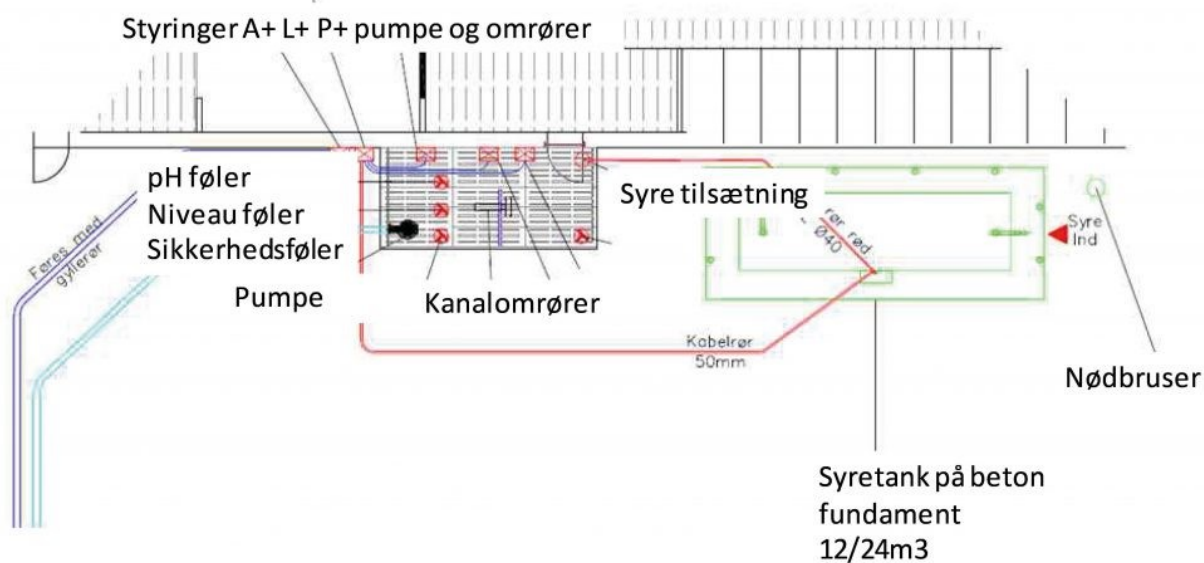 Styringer A+ L+ P+ pumpe og omrører
pH føler
Niveau føler
Sikkerhedsføler
Pumpe
Kanalomrører
Syre tilsætning
rør rød
Ø40
Syre
Ind
Føres med
gyllerør
Kabelrør
50mm
Nødbruser
Syretank på beton
fundament
12/24m3